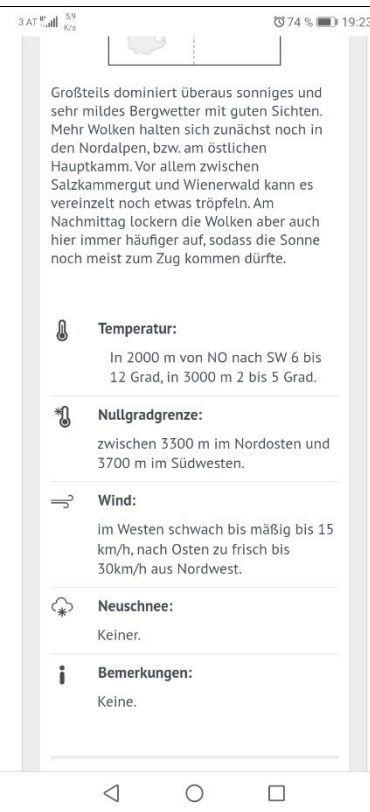 3 AT 5,9 K/s 74 % 19:23
Großteils dominiert überaus sonniges und
sehr mildes Bergwetter mit guten Sichten.
Mehr Wolken halten sich zunächst noch in
den Nordalpen, bzw. am östlichen
Hauptkamm. Vor allem zwischen
Salzkammergut und Wienerwald kann es
vereinzelt noch etwas tröpfeln. Am
Nachmittag lockern die Wolken aber auch
hier immer häufiger auf, sodass die Sonne
noch meist zum Zug kommen dürfte.
Temperatur:
In 2000 m von NO nach SW 6 bis
12 Grad, in 3000 m 2 bis 5 Grad.
Nullgradgrenze:
zwischen 3300 m im Nordosten und
3700 m im Südwesten.
Wind:
im Westen schwach bis mäßig bis 15
km/h, nach Osten zu frisch bis
30km/h aus Nordwest.
Neuschnee:
Keiner.
Bemerkungen:
Keine.